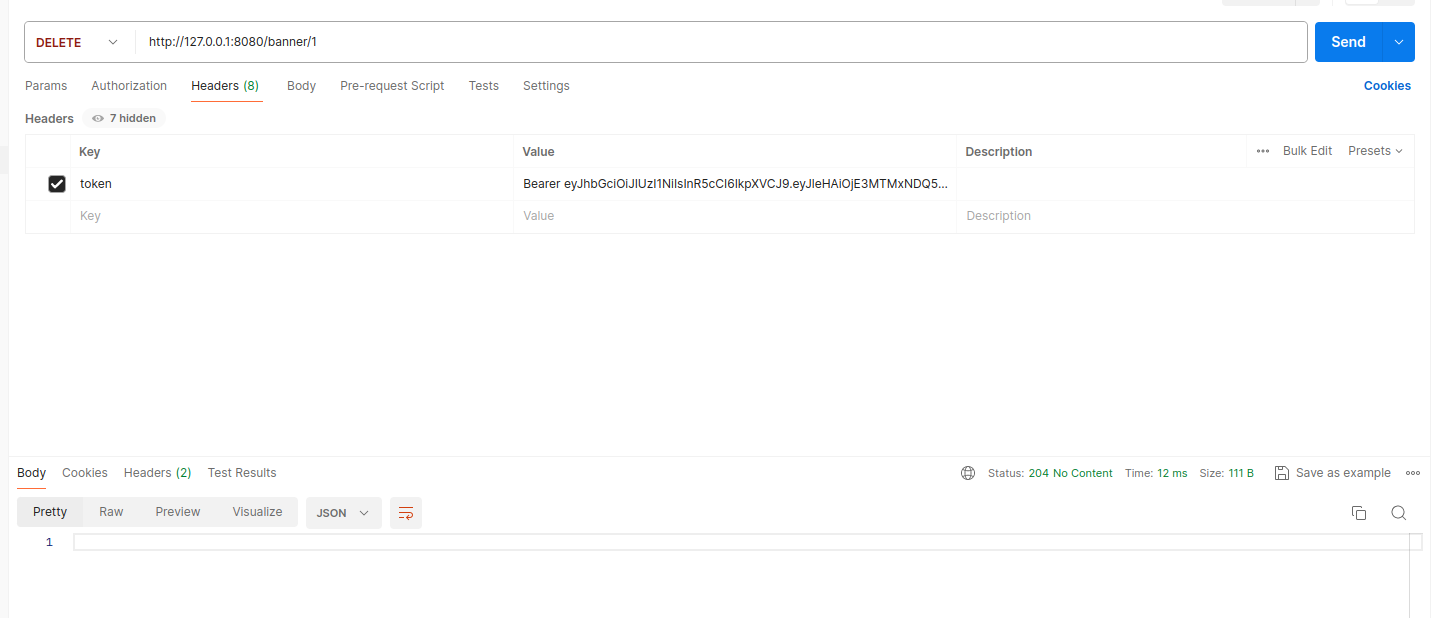 DELETE http://127.0.0.1:8080/banner/1 Send
Params Authorization Headers (8) Body Pre-request Script Tests Settings Cookies
Headers 7 hidden
Key Value Description Bulk Edit Presets
token Bearer eyJhbGciOiJIUzI1NiIsInR5cCI6IkpXVCJ9.eyJleHAiOjE3MTMxNDQ5...
Key Value Description
Body Cookies Headers (2) Test Results Status: 204 No Content Time: 12 ms Size: 111 B Save as example
Pretty Raw Preview Visualize JSON
1